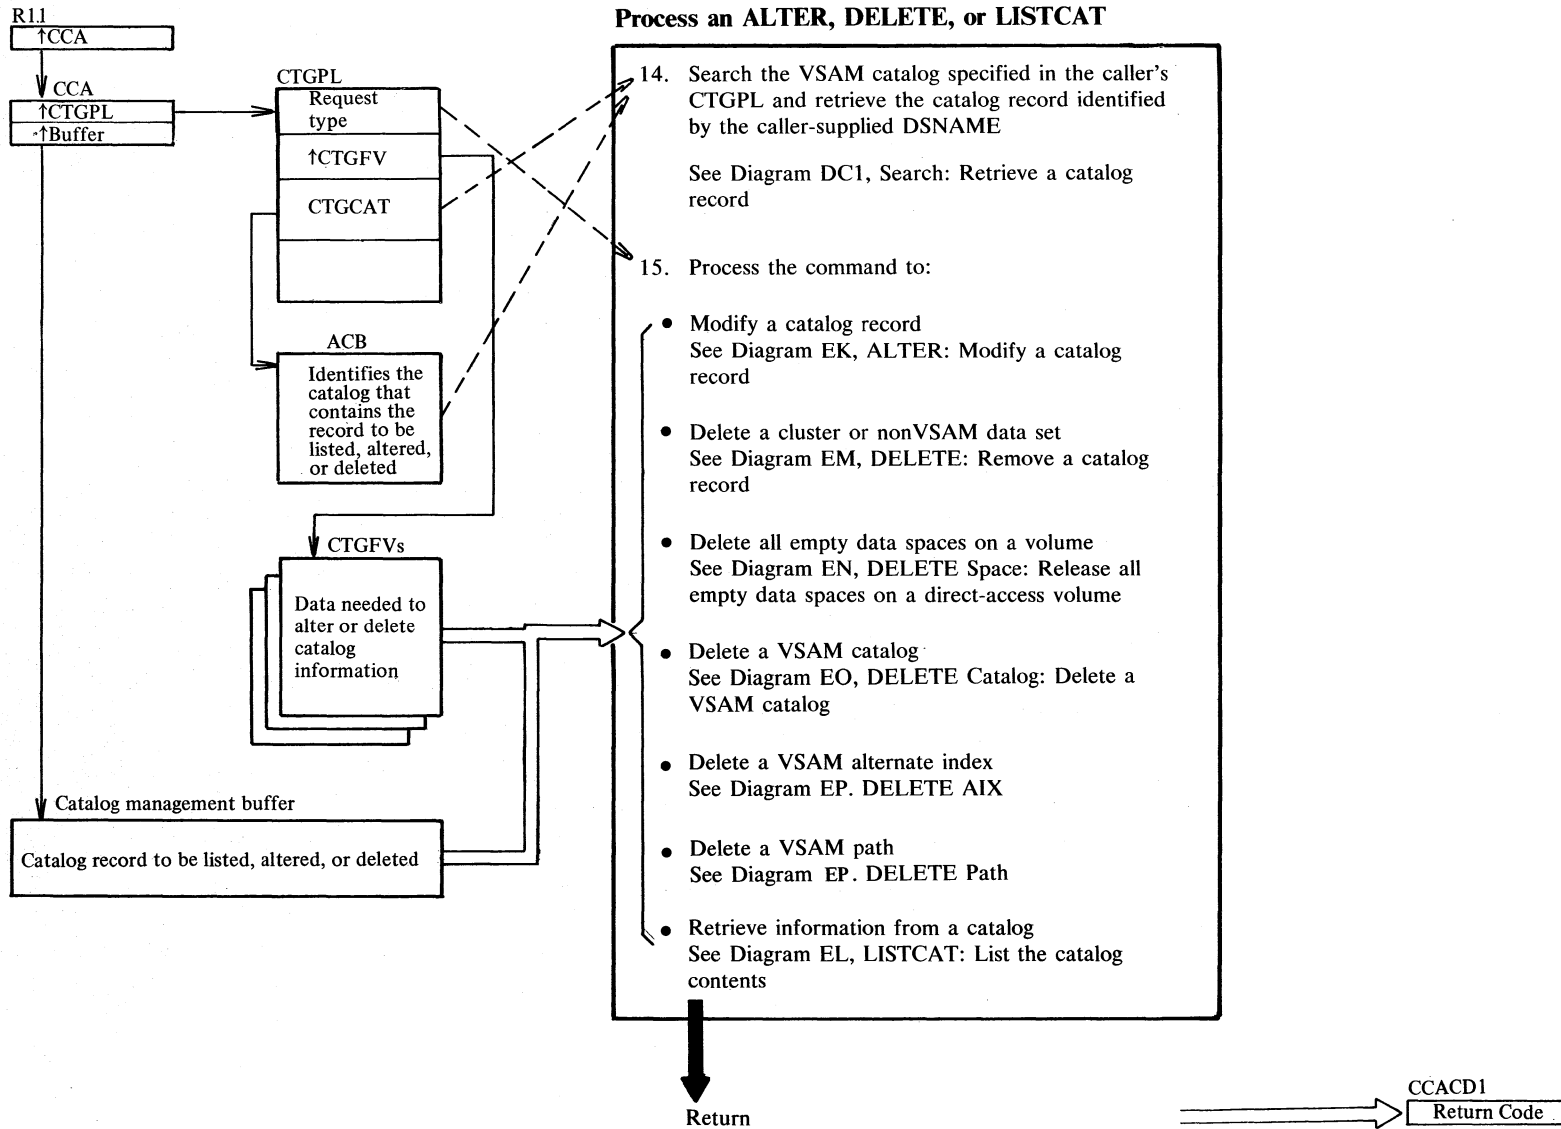 Process an ALTER, DELETE, or LISTCAT
R1.1
↑CCA
CCA
↑CTGPL
↑Buffer
CTGPL
Request
type
↑CTGFV
CTGCAT
ACB
Identifies the
catalog that
contains the
record to be
listed, altered,
or deleted
CTGFVs
Data needed to
alter or delete
catalog
information
Catalog management buffer
Catalog record to be listed, altered, or deleted
14. Search the VSAM catalog specified in the caller's
CTGPL and retrieve the catalog record identified
by the caller-supplied DSNAME
See Diagram DC1, Search: Retrieve a catalog
record
15. Process the command to:
● Modify a catalog record
See Diagram EK, ALTER: Modify a catalog
record
● Delete a cluster or nonVSAM data set
See Diagram EM, DELETE: Remove a catalog
record
● Delete all empty data spaces on a volume
See Diagram EN, DELETE Space: Release all
empty data spaces on a direct-access volume
● Delete a VSAM catalog
See Diagram EO, DELETE Catalog: Delete a
VSAM catalog
● Delete a VSAM alternate index
See Diagram EP. DELETE AIX
● Delete a VSAM path
See Diagram EP. DELETE Path
● Retrieve information from a catalog
See Diagram EL, LISTCAT: List the catalog
contents
Return
CCACD1
Return Code